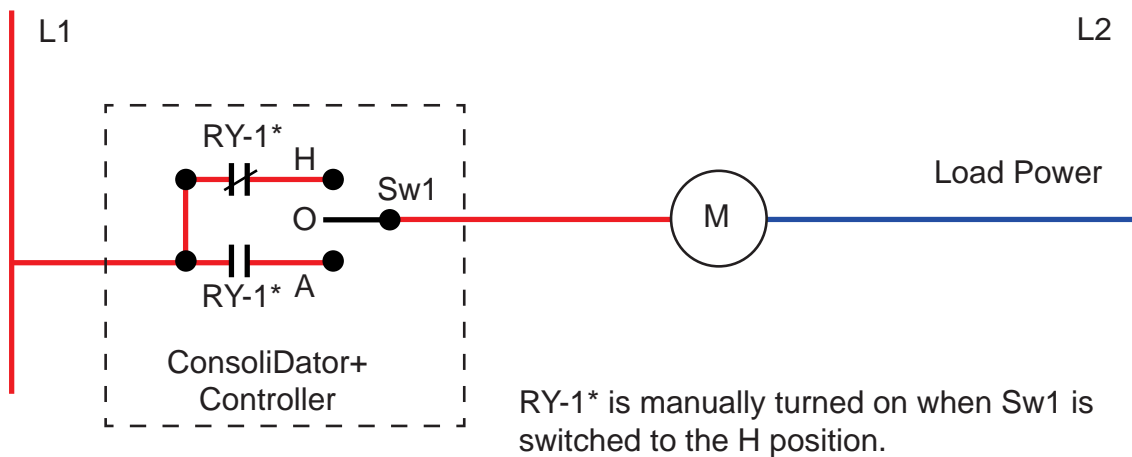 L1
L2
RY-1*
H
Sw1
Load Power
O
M
RY-1*
A
ConsoliDator+
Controller
RY-1* is manually turned on when Sw1 is
switched to the H position.